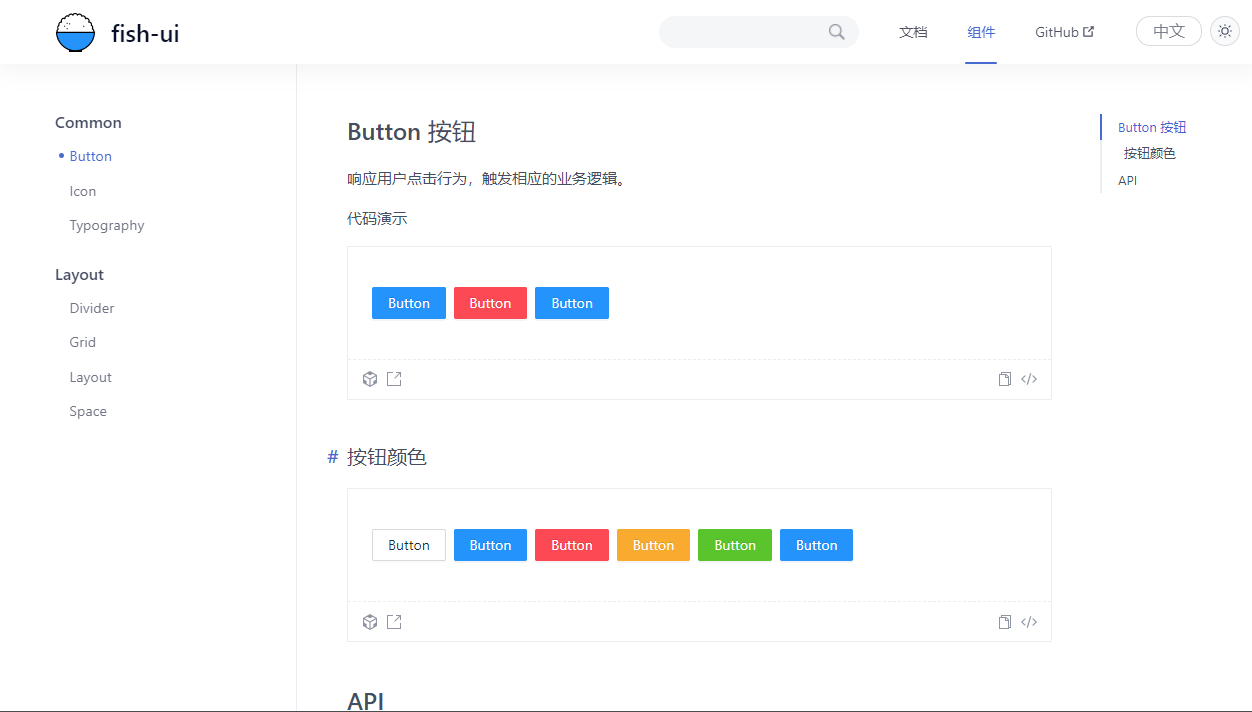 fish-ui
文档
组件
GitHub
中文
Common
Button
Icon
Typography
Layout
Divider
Grid
Layout
Space
Button 按钮
响应用户点击行为，触发相应的业务逻辑。
代码演示
Button Button Button
# 按钮颜色
Button Button Button Button Button Button
API
Button 按钮
按钮颜色
API